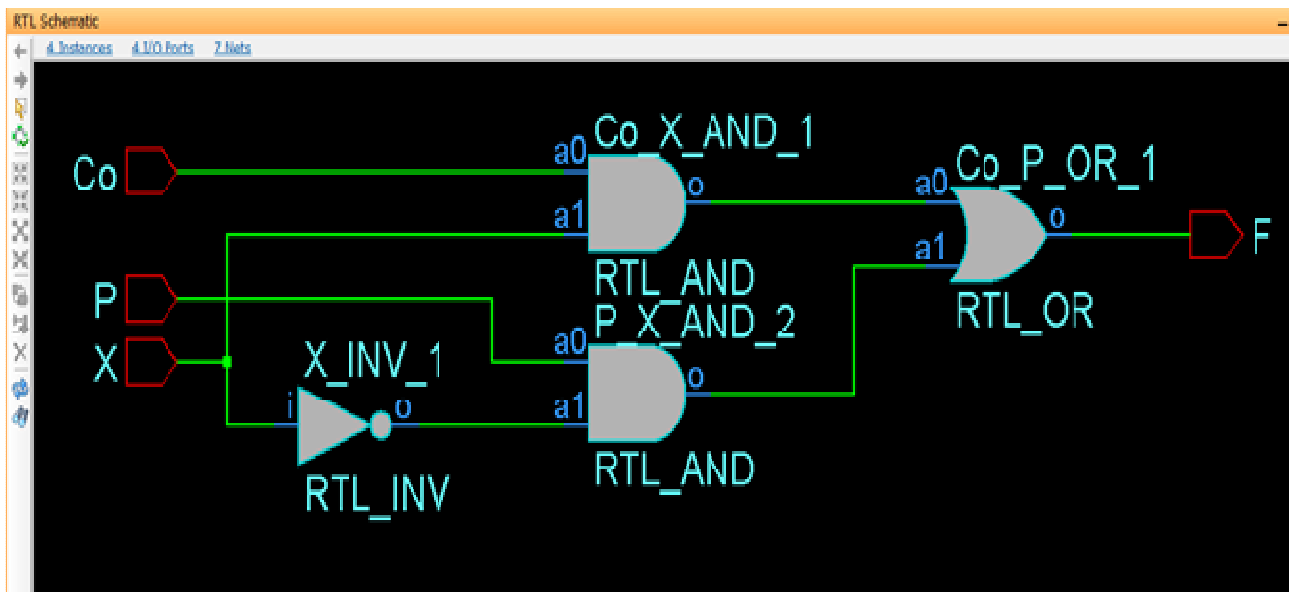 RTL Schematic
4 Instances 4 I/O Ports 7 Nets
Co
a0
Co_X_AND_1
o
a1
RTL_AND
a0
Co_P_OR_1
o
a1
RTL_OR
F
P
X
X_INV_1
i
o
RTL_INV
P_X_AND_2
a0
o
a1
RTL_AND